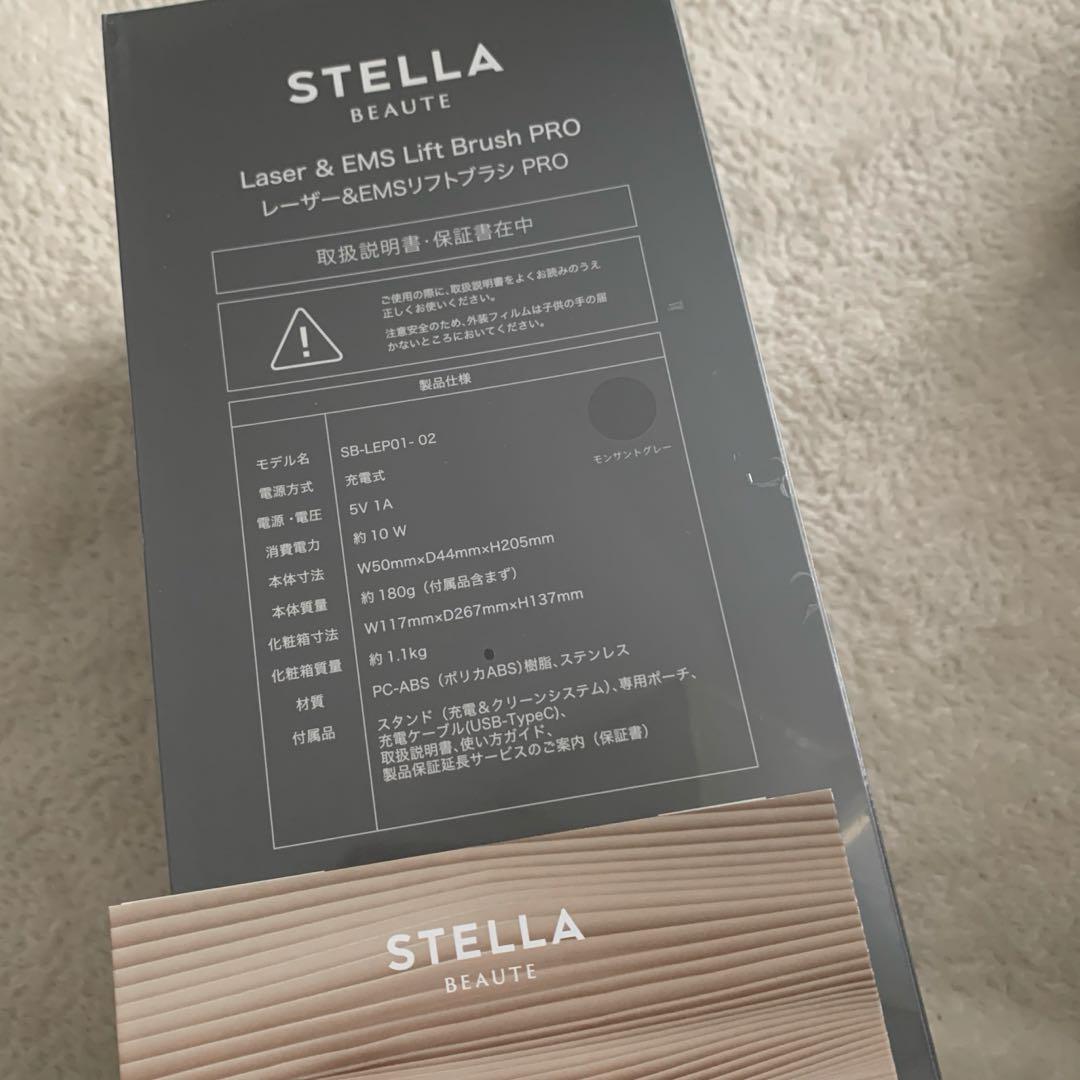 STELLA
BEAUTE
Laser & EMS Lift Brush PRO
レーザー&EMSリフトブラシ PRO
取扱説明書・保証書在中
ご使用の際に、取扱説明書をよくお読みのうえ
正しくお使いください。
注意安全のため、外装フィルムは子供の手の届
かないところにおいてください。
製品仕様
モデル名 SB-LEP01- 02
電源方式 充電式
電源・電圧 5V 1A
消費電力 約 10 W
本体寸法 W50mm×D44mm×H205mm
本体質量 約 180g（付属品含まず）
化粧箱寸法 W117mm×D267mm×H137mm
化粧箱質量 約 1.1kg
材質 PC-ABS（ポリカABS）樹脂、ステンレス
付属品 スタンド（充電＆クリーンシステム）、専用ポーチ、
充電ケーブル(USB-TypeC)、
取扱説明書、使い方ガイド、
製品保証延長サービスのご案内（保証書）
モンサントグレー
STELLA
BEAUTE